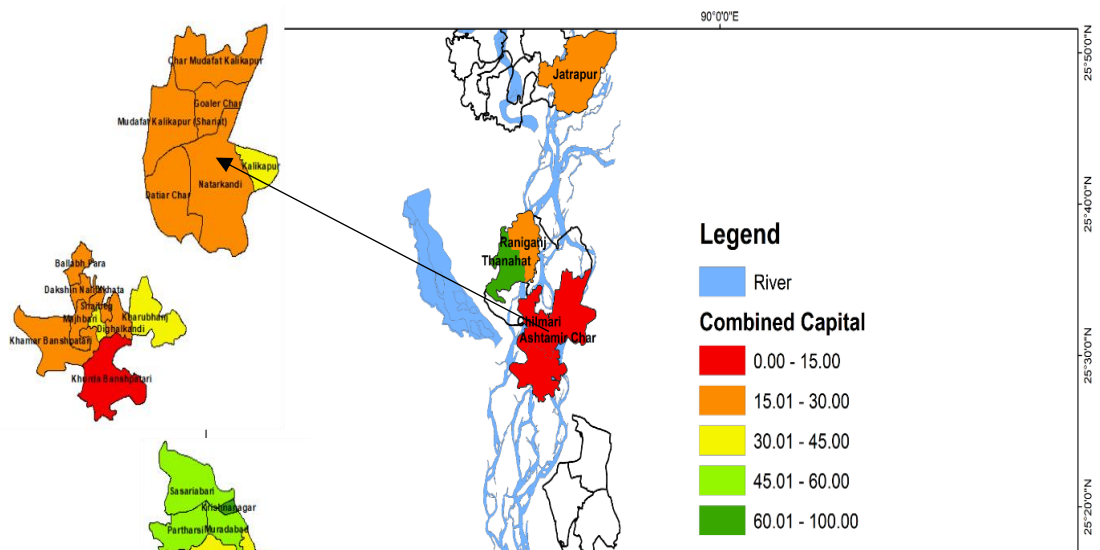 90°0'0"E
Char Mudafat Kalikapur
Goaler Char
Mudafat Kalikapur (Shariat)
Kalikapur
Natarkandi
Datiar Char
Jatrapur
25°50'0"N
25°40'0"N
25°30'0"N
25°20'0"N
Raniganj
Thanahat
Chilmari
Ashtamir Char
Ballabh Para
Dakshin
Majhbari
Kharubhanj
Dighalkandi
Khamar Banshpatari
Khurda Banshpatari
Sasariabari
Krishnanagar
Partharsi
Muradabad
Legend
River
Combined Capital
0.00 - 15.00
15.01 - 30.00
30.01 - 45.00
45.01 - 60.00
60.01 - 100.00